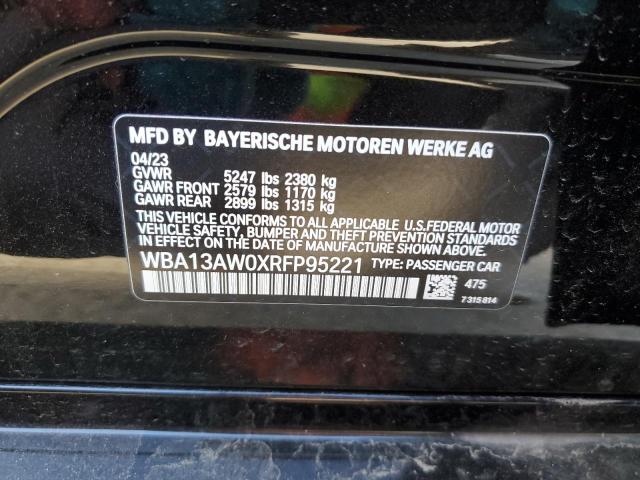 MFD BY BAYERISCHE MOTOREN WERKE AG
04/23
GVWR 5247 lbs 2380 kg
GAWR FRONT 2579 lbs 1170 kg
GAWR REAR 2899 lbs 1315 kg
THIS VEHICLE CONFORMS TO ALL APPLICABLE U.S.FEDERAL MOTOR
VEHICLE SAFETY, BUMPER AND THEFT PREVENTION STANDARDS
IN EFFECT ON THE DATE OF MANUFACTURE SHOWN ABOVE.
WBA13AW0XRFP95221 TYPE: PASSENGER CAR
475
7315814